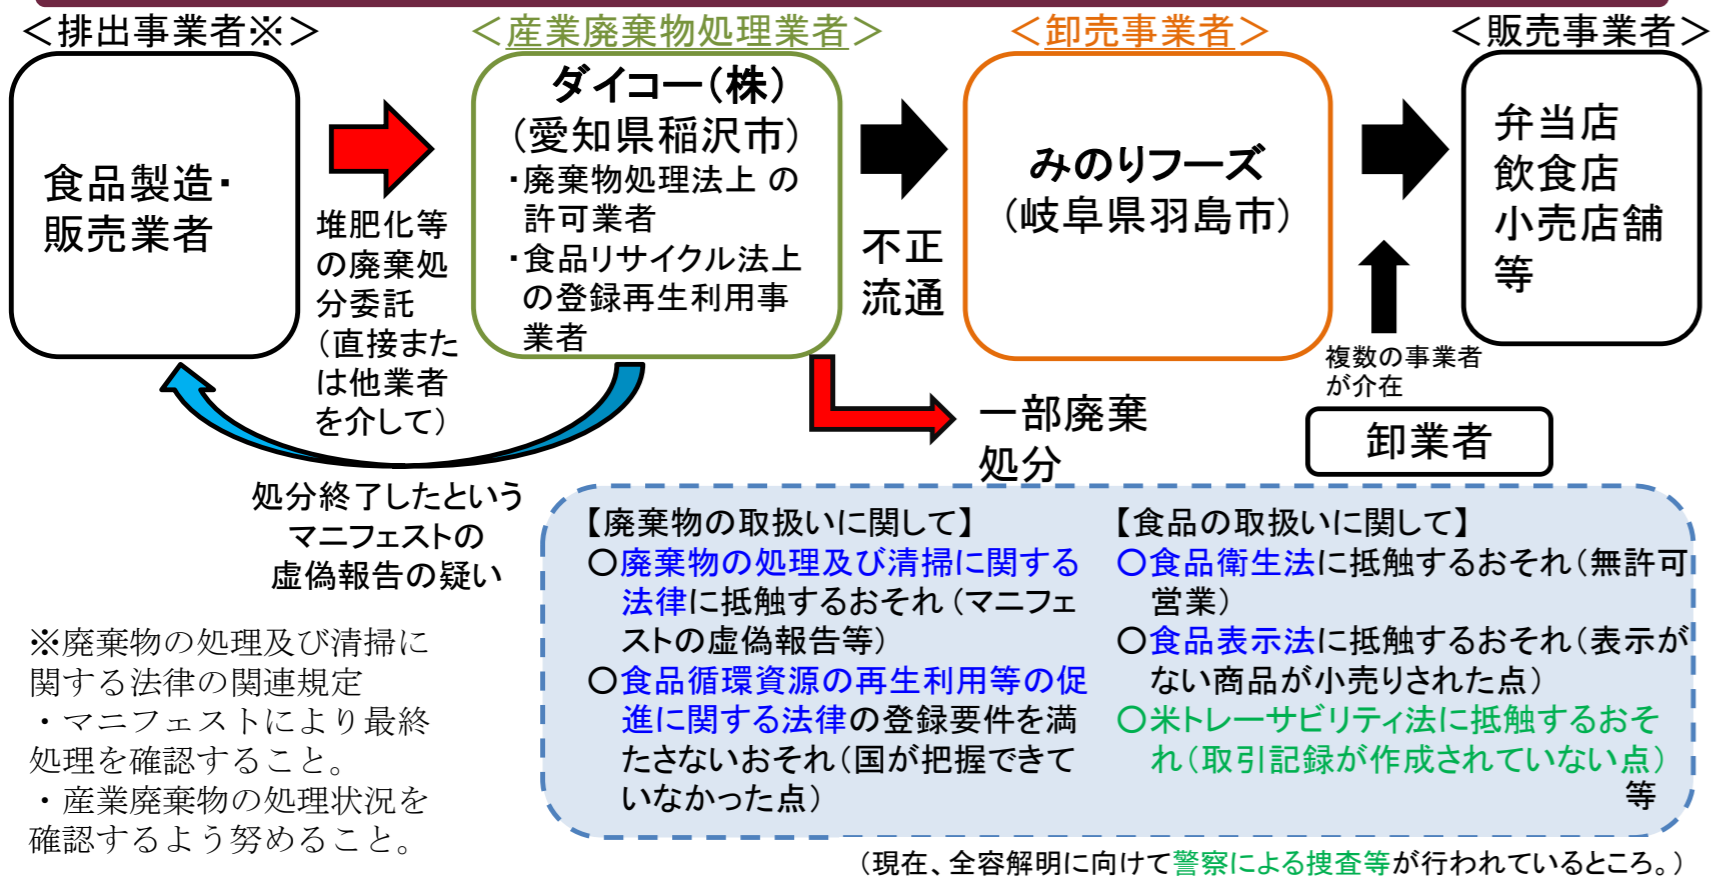 ＜排出事業者※＞
食品製造・
販売業者
堆肥化等
の廃棄処
分委託
（直接また
は他業者
を介して）
＜産業廃棄物処理業者＞
ダイコー（株）
（愛知県稲沢市）
・廃棄物処理法上 の
許可業者
・食品リサイクル法上
の登録再生利用事
業者
不正
流通
＜卸売事業者＞
みのりフーズ
（岐阜県羽島市）
＜販売事業者＞
弁当店
飲食店
小売店舗
等
複数の事業者
が介在
卸業者
一部廃棄
処分
処分終了したという
マニフェストの
虚偽報告の疑い
※廃棄物の処理及び清掃に
関する法律の関連規定
・マニフェストにより最終
処理を確認すること。
・産業廃棄物の処理状況を
確認するよう努めること。
【廃棄物の取扱いに関して】
○廃棄物の処理及び清掃に関する
法律に抵触するおそれ（マニフェ
ストの虚偽報告等）
○食品循環資源の再生利用等の促
進に関する法律の登録要件を満
たさないおそれ（国が把握できて
いなかった点）
【食品の取扱いに関して】
○食品衛生法に抵触するおそれ（無許可
営業）
○食品表示法に抵触するおそれ（表示が
ない商品が小売りされた点）
○米トレーサビリティ法に抵触するおそ
れ（取引記録が作成されていない点）
等
（現在、全容解明に向けて警察による捜査等が行われているところ。）